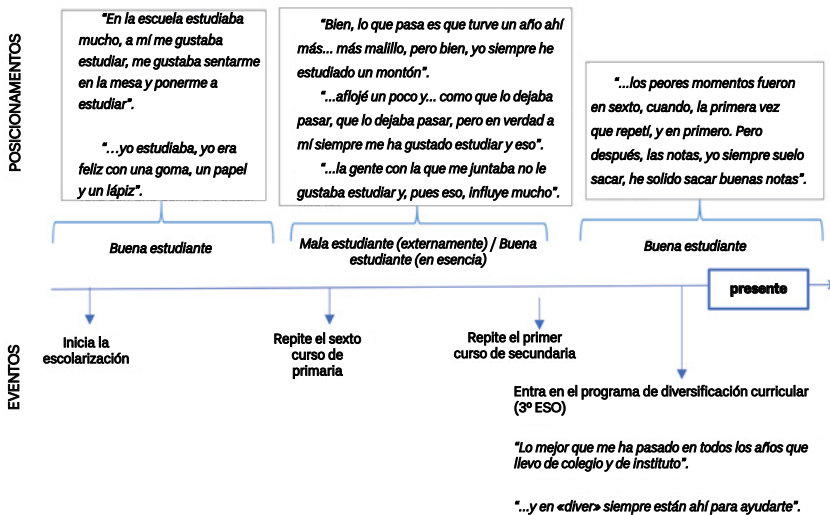 POSICIONAMENTOS
“En la escuela estudiaba
mucho, a mí me gustaba
estudiar, me gustaba sentarme
en la mesa y ponerme a
estudiar”.
“…yo estudiaba, yo era
feliz con una goma, un papel
y un lápiz”.
“Bien, lo que pasa es que turve un año ahí
más... más malillo, pero bien, yo siempre he
estudiado un montón”.
“...aflojé un poco y... como que lo dejaba
pasar, que lo dejaba pasar, pero en verdad a
mí siempre me ha gustado estudiar y eso”.
“...la gente con la que me juntaba no le
gustaba estudiar y, pues eso, influye mucho”.
“...los peores momentos fueron
en sexto, cuando, la primera vez
que repetí, y en primero. Pero
después, las notas, yo siempre suelo
sacar, he solido sacar buenas notas”.
Buena estudiante
Mala estudiante (externamente) / Buena
estudiante (en esencia)
Buena estudiante
presente
EVENTOS
Inicia la
escolarización
Repite el sexto
curso de
primaria
Repite el primer
curso de secundaria
Entra en el programa de diversificación curricular
(3º ESO)
“Lo mejor que me ha pasado en todos los años que
llevo de colegio y de instituto”.
“...y en «diver» siempre están ahí para ayudarte”.